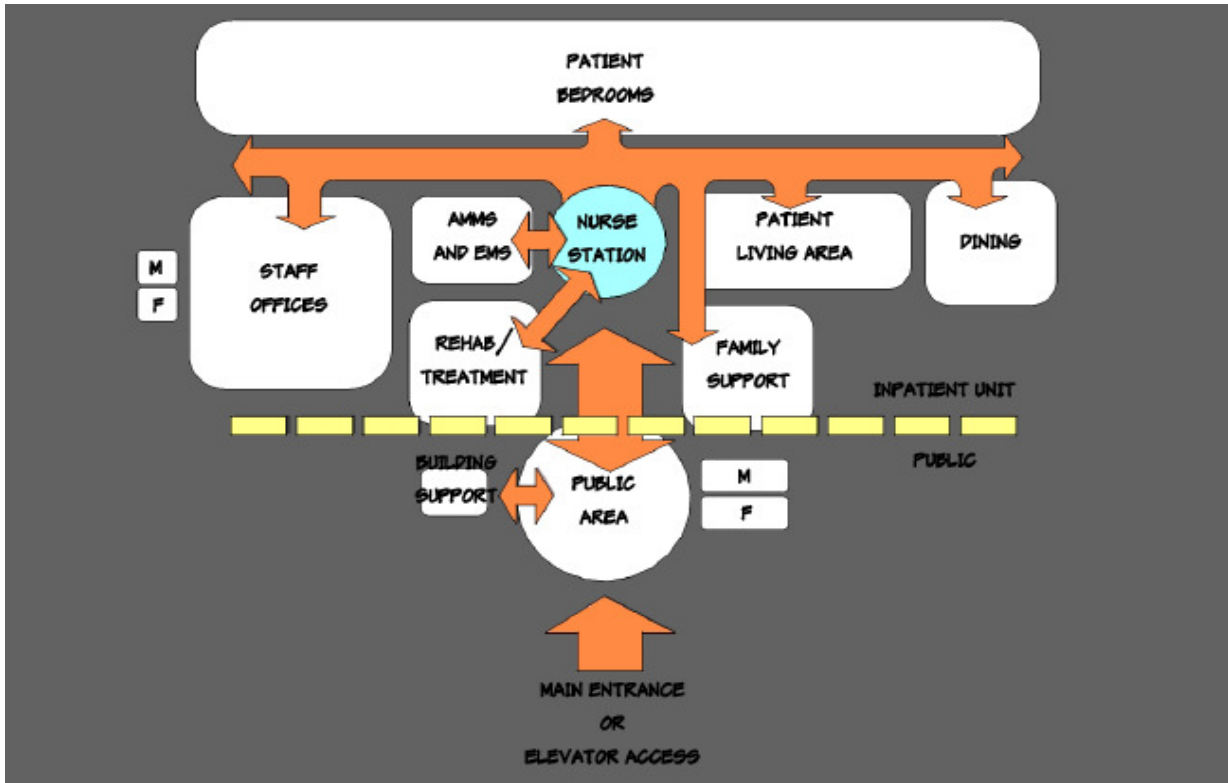 PATIENT
BEDROOMS
AMMS
AND EMS
NURSE
STATION
PATIENT
LIVING AREA
DINING
M
F
STAFF
OFFICES
REHAB/
TREATMENT
FAMILY
SUPPORT
INPATIENT UNIT
PUBLIC
BUILDING
SUPPORT
PUBLIC
AREA
M
F
MAIN ENTRANCE
OR
ELEVATOR ACCESS